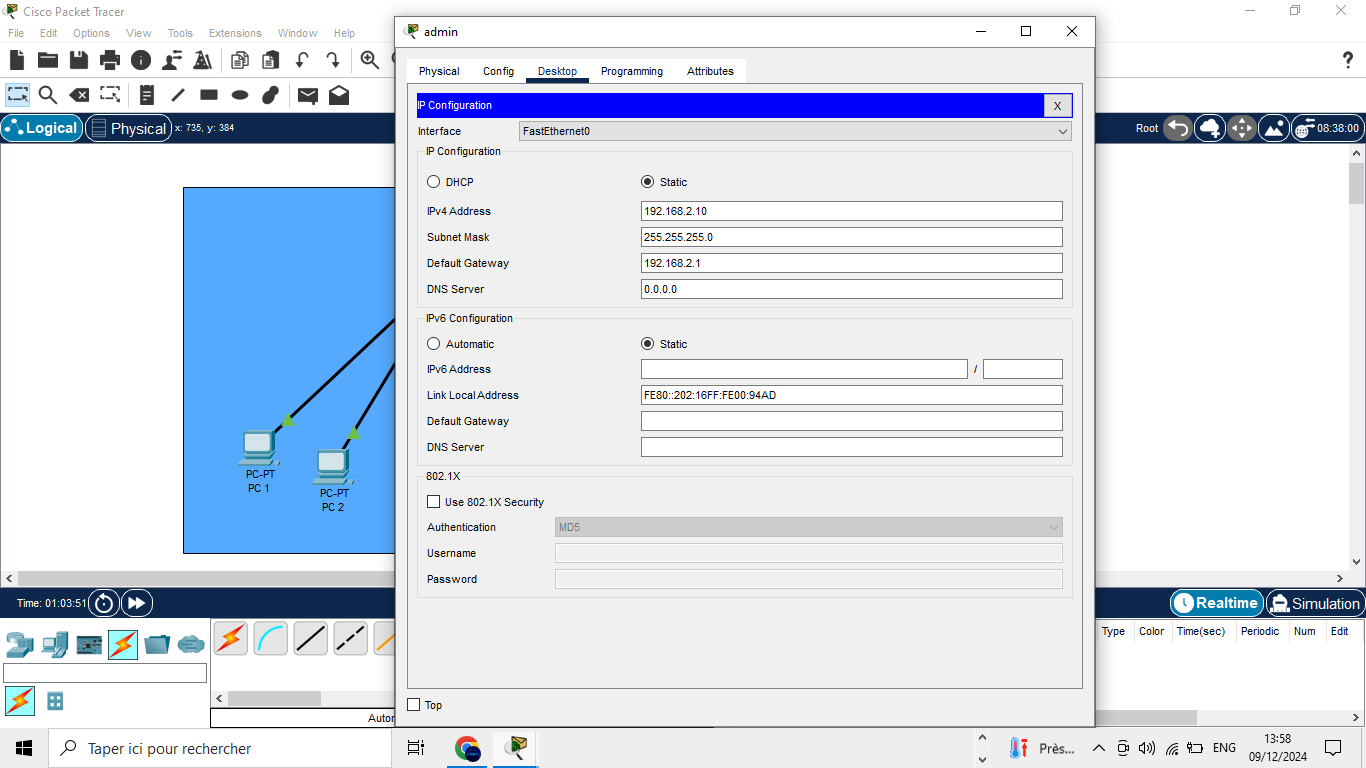 Cisco Packet Tracer
File Edit Options View Tools Extensions Window Help
Logical Physical x: 735, y: 384
Root 08:38:00
PC-PT
PC 1
PC-PT
PC 2
admin
Physical Config Desktop Programming Attributes
IP Configuration X
Interface FastEthernet0
IP Configuration
DHCP Static
IPv4 Address 192.168.2.10
Subnet Mask 255.255.255.0
Default Gateway 192.168.2.1
DNS Server 0.0.0.0
IPv6 Configuration
Automatic Static
IPv6 Address /
Link Local Address FE80::202:16FF:FE00:94AD
Default Gateway
DNS Server
802.1X
Use 802.1X Security
Authentication MD5
Username
Password
Top
Time: 01:03:51
Realtime Simulation
Type Color Time(sec) Periodic Num Edit
Autor
Taper ici pour rechercher
Près... ENG
13:58
09/12/2024